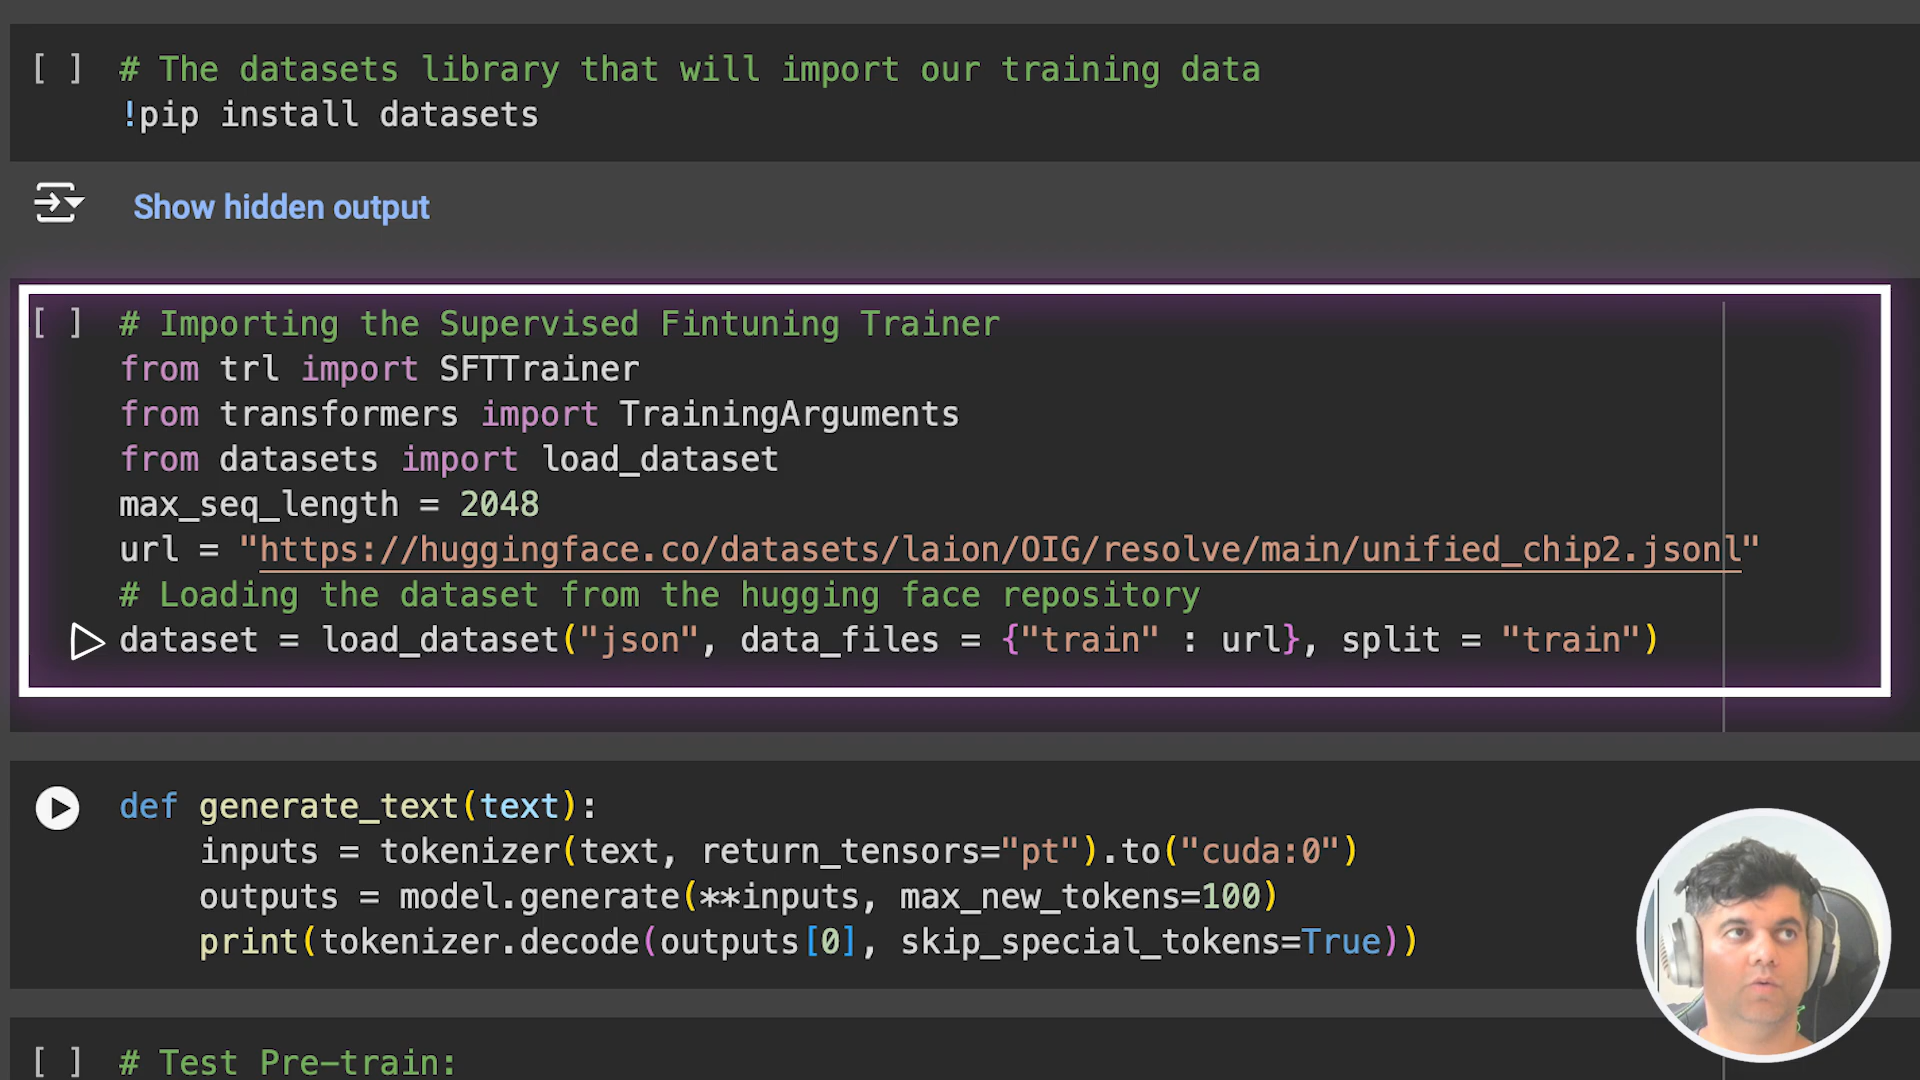 [ ] # The datasets library that will import our training data
!pip install datasets
Show hidden output
[ ] # Importing the Supervised Fintuning Trainer
from trl import SFTTrainer
from transformers import TrainingArguments
from datasets import load_dataset
max_seq_length = 2048
url = "https://huggingface.co/datasets/laion/OIG/resolve/main/unified_chip2.jsonl"
# Loading the dataset from the hugging face repository
dataset = load_dataset("json", data_files = {"train" : url}, split = "train")
def generate_text(text):
inputs = tokenizer(text, return_tensors="pt").to("cuda:0")
outputs = model.generate(**inputs, max_new_tokens=100)
print(tokenizer.decode(outputs[0], skip_special_tokens=True))
[ ] # Test Pre-train: